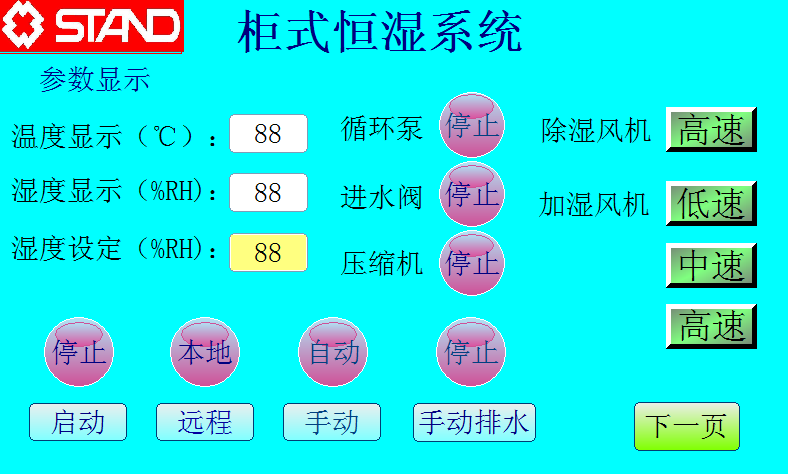 STAND
柜式恒湿系统
参数显示
温度显示（℃）：88
循环泵 停止
除湿风机 高速
湿度显示（%RH)：88
进水阀 停止
加湿风机 低速
湿度设定（%RH)：88
压缩机 停止
中速
高速
停止 本地 自动 停止
启动 远程 手动 手动排水
下一页